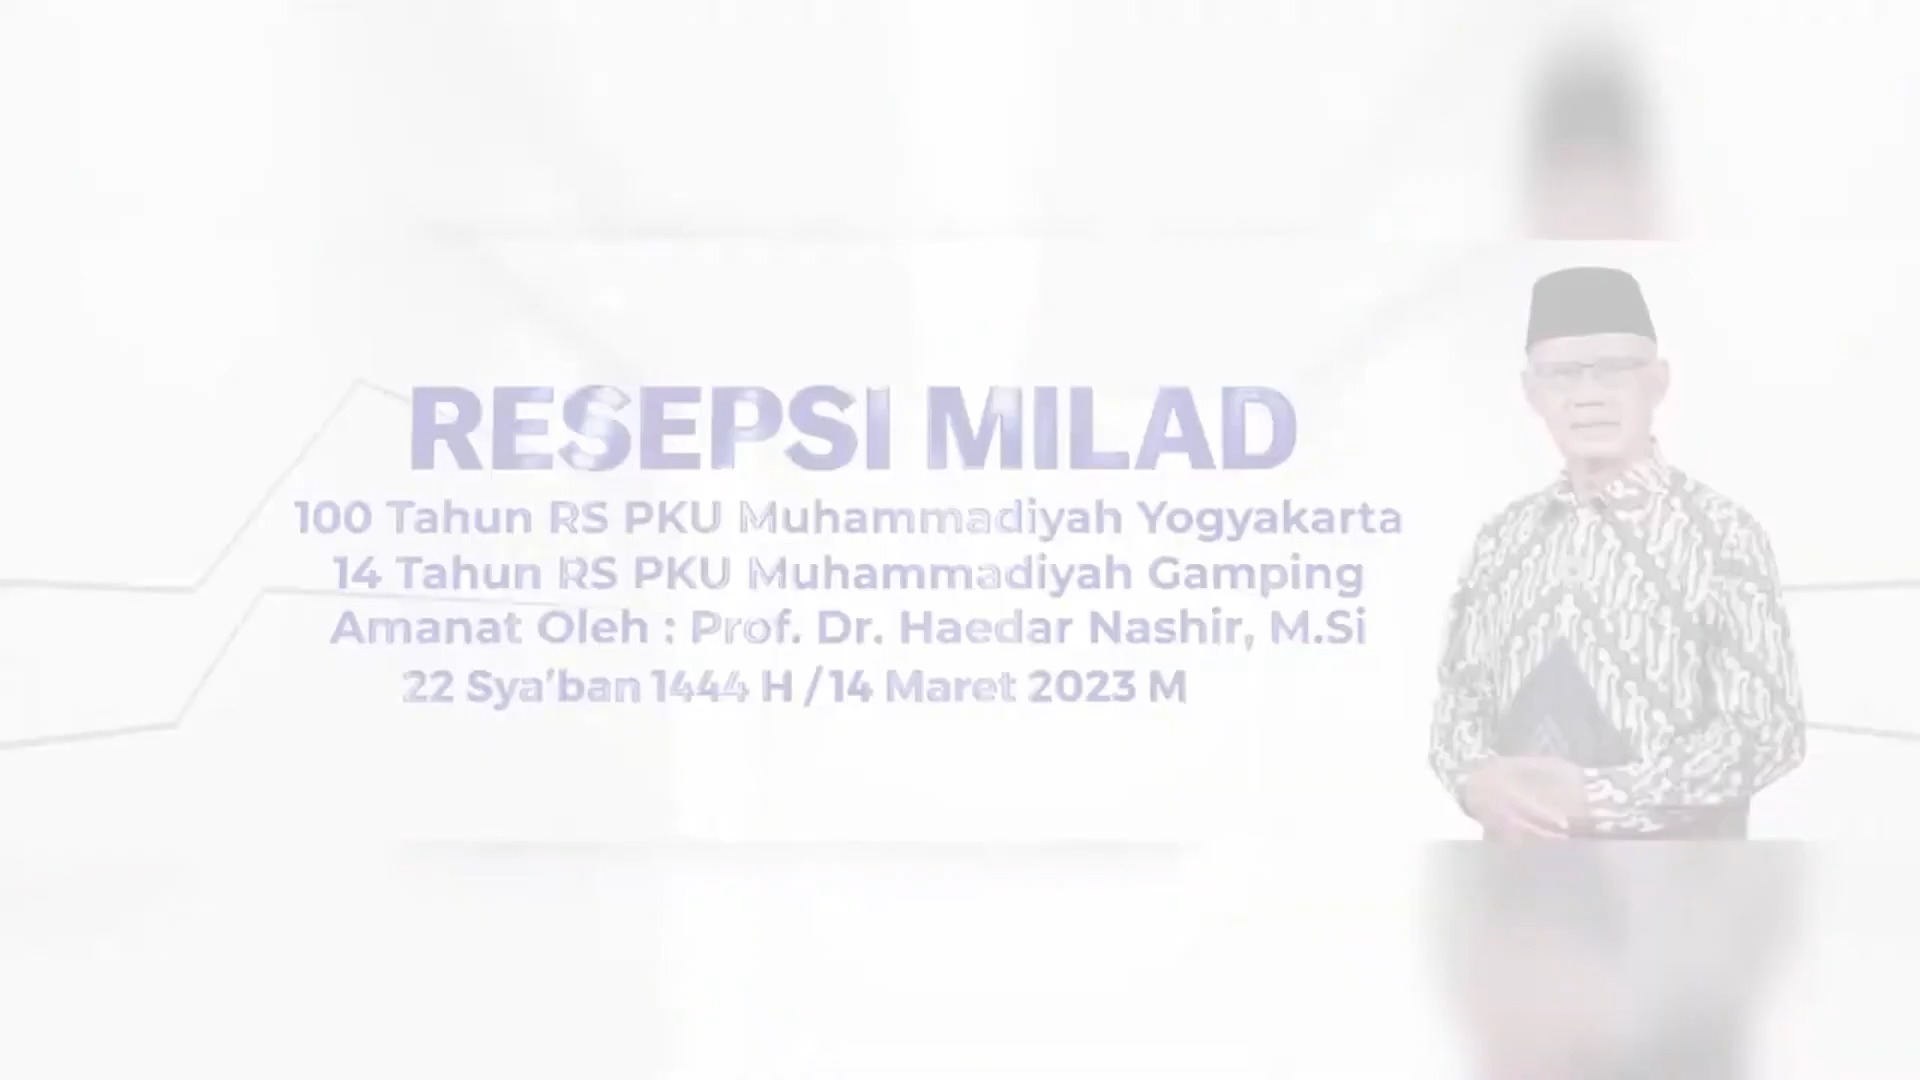 RESEPSI MILAD
100 Tahun RS PKU Muhammadiyah Yogyakarta
14 Tahun RS PKU Muhammadiyah Gamping
Amanat Oleh : Prof. Dr. Haedar Nashir, M.Si
22 Sya'ban 1444 H / 14 Maret 2023 M